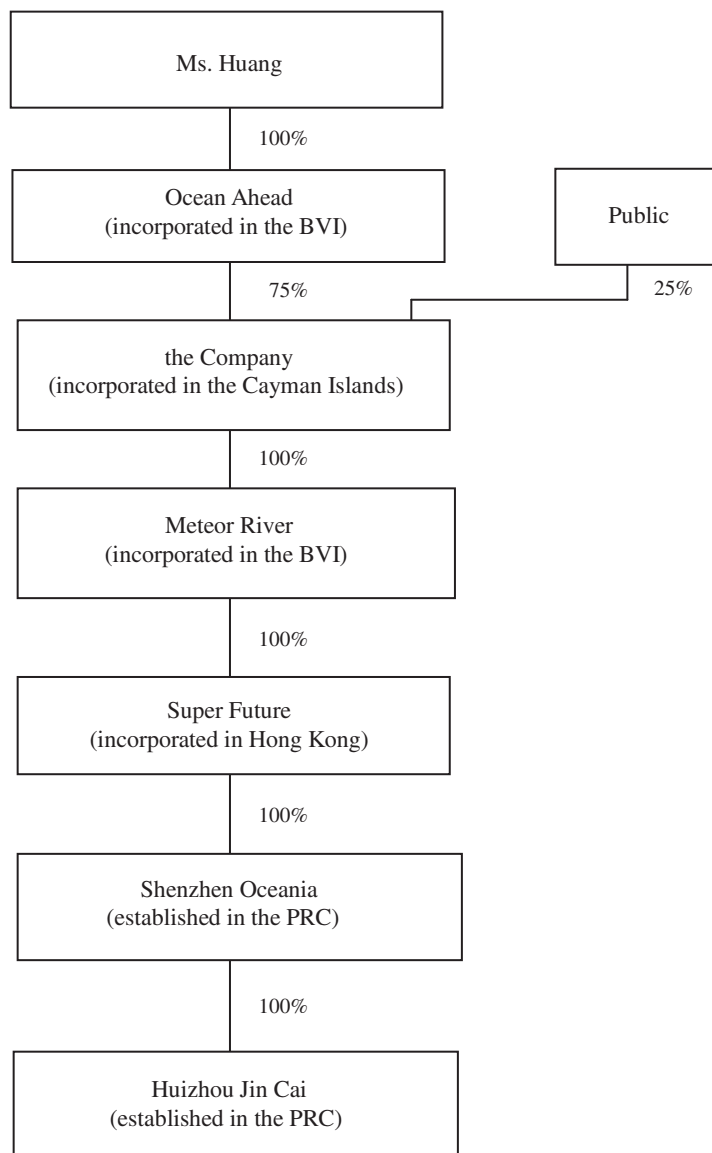 Ms. Huang
100%
Ocean Ahead
(incorporated in the BVI)
Public
75%
25%
the Company
(incorporated in the Cayman Islands)
100%
Meteor River
(incorporated in the BVI)
100%
Super Future
(incorporated in Hong Kong)
100%
Shenzhen Oceania
(established in the PRC)
100%
Huizhou Jin Cai
(established in the PRC)